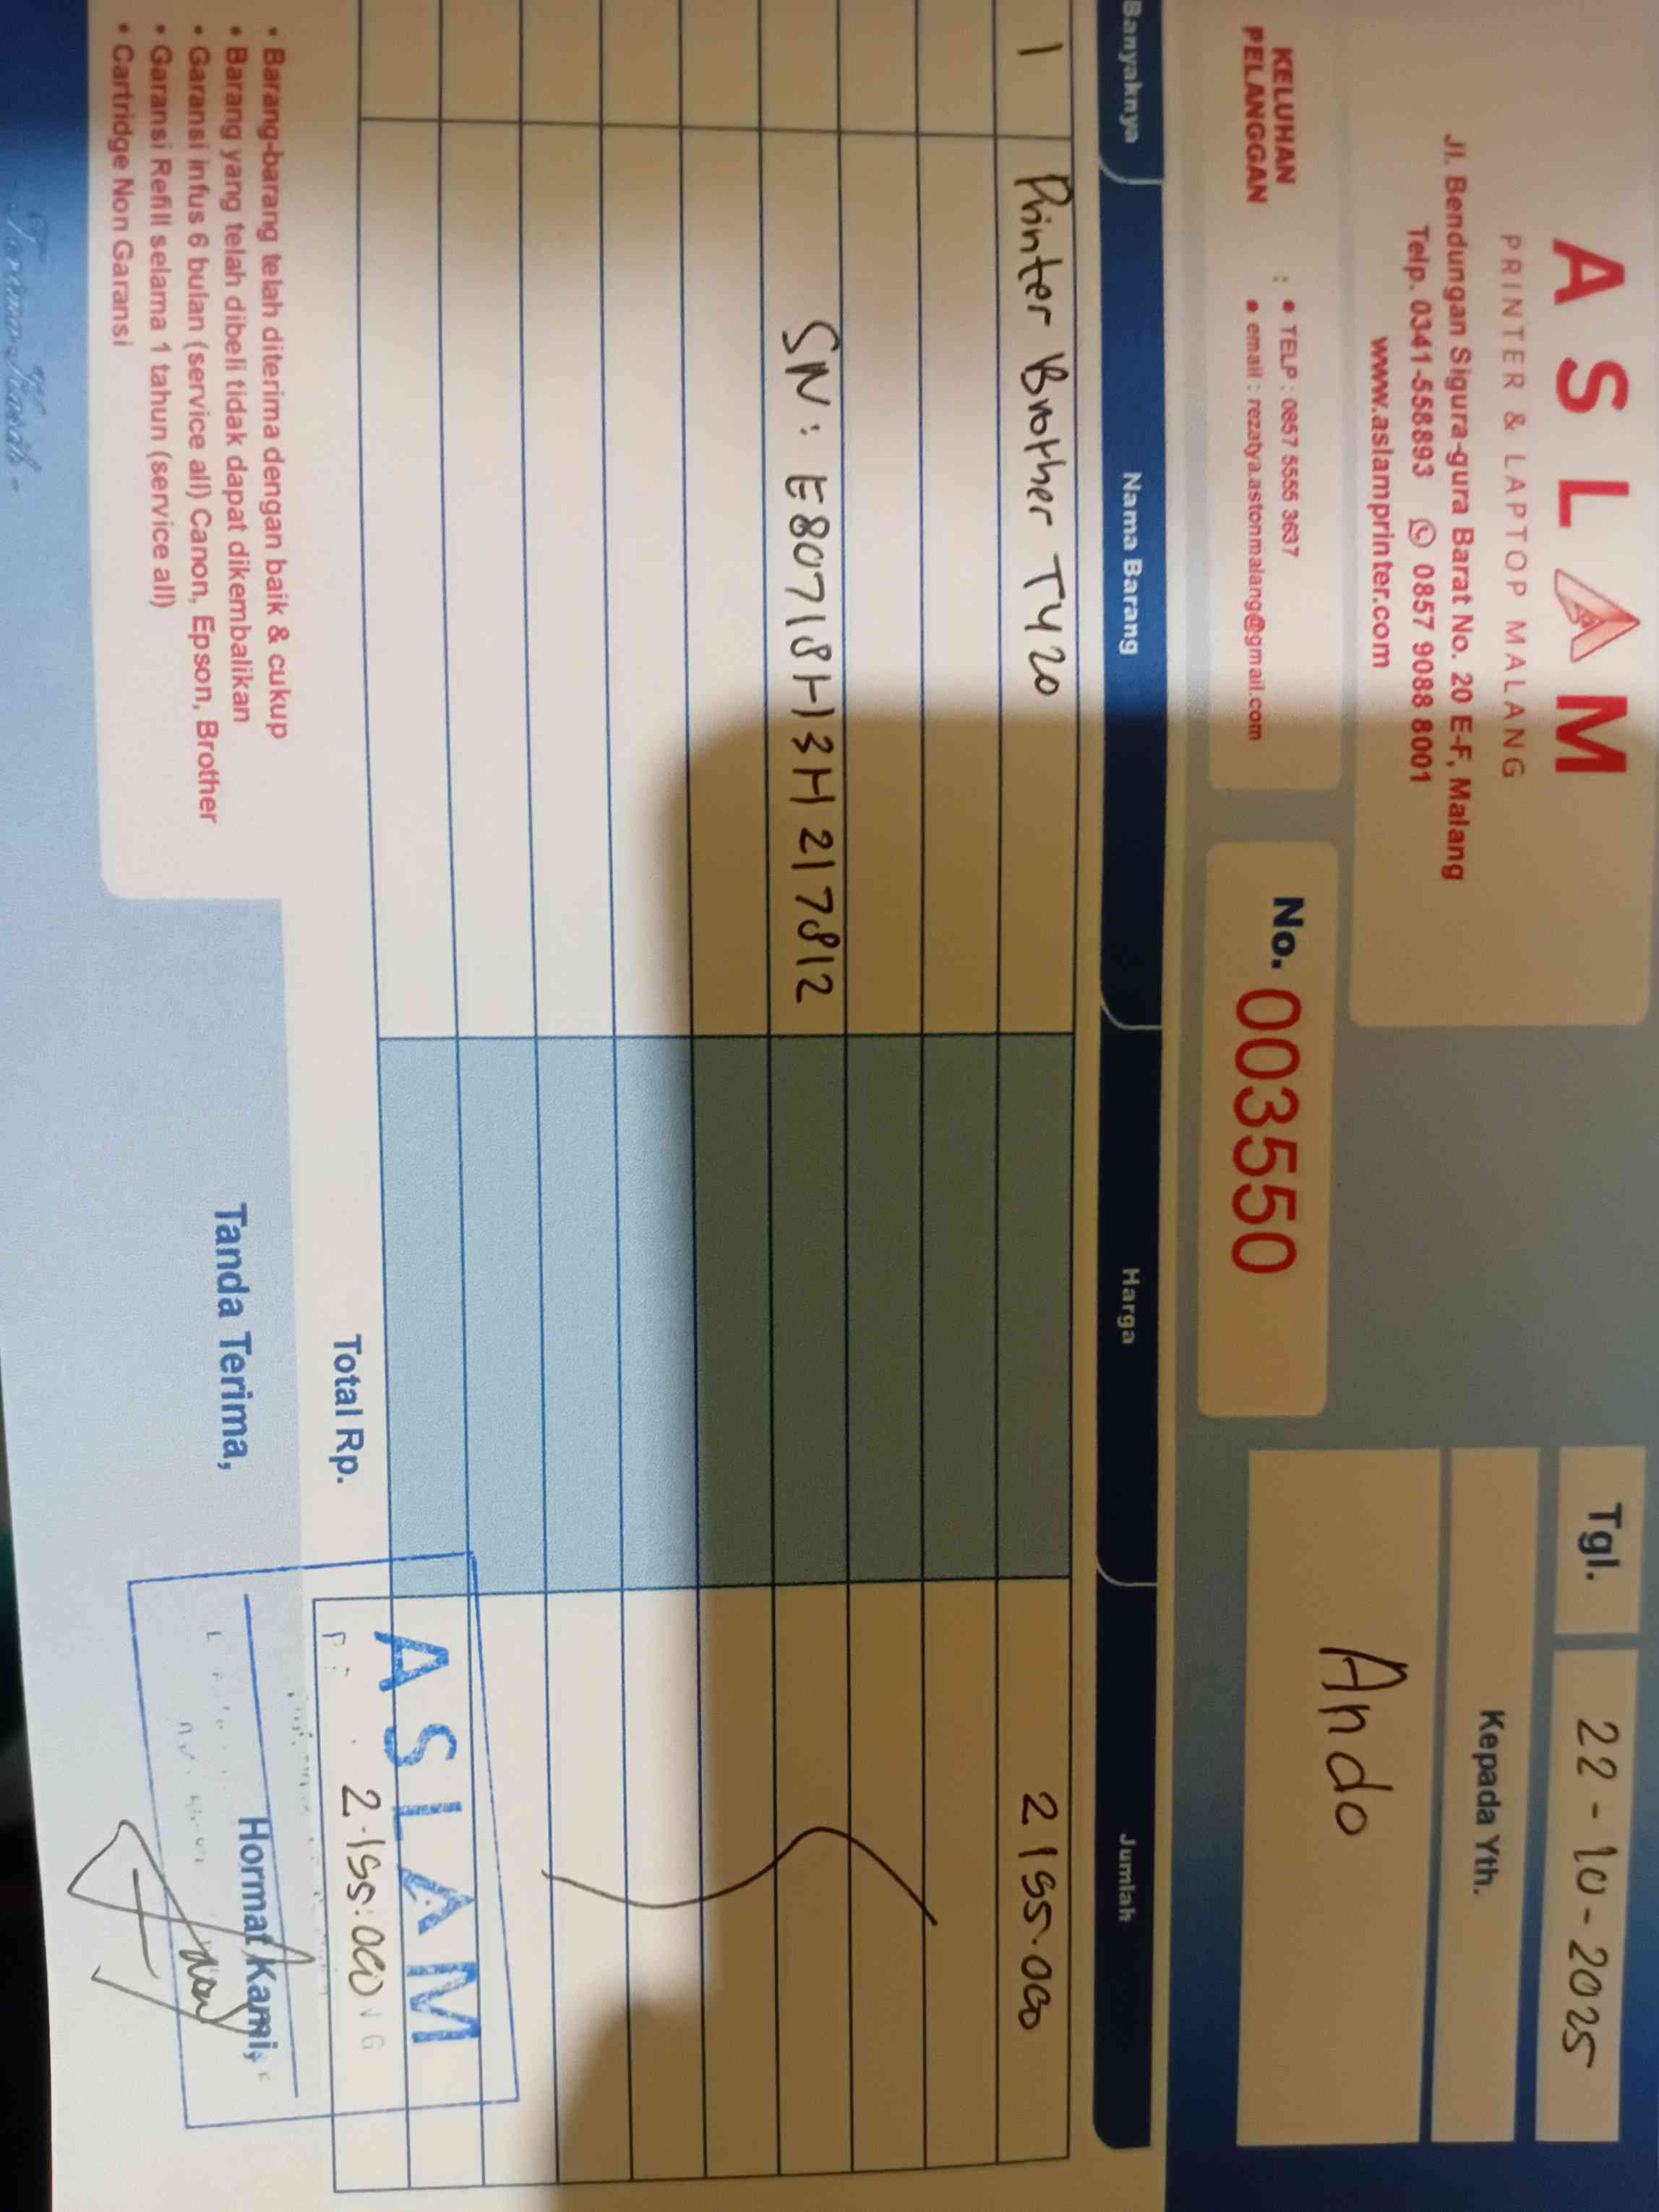 ASLAM
PRINTER & LAPTOP MALANG
Jl. Bendungan Sigura-gura Barat No. 20 E-F, Malang
Telp. 0341-558893 0857 9088 8001
www.aslamprinter.com
Tgl. 22 - 10 - 2025
Kepada Yth.
Ando
KELUHAN PELANGGAN : • TELP : 0857 5555 3637
• email : rezatya.astonmalang@gmail.com
No. 003550
Banyaknya Nama Barang Harga Jumlah
1 Printer Brother T420 2195.000
SN : E80718H13H217812
Total Rp. 2.195.000
ASLAM
• Barang-barang telah diterima dengan baik & cukup
• Barang yang telah dibeli tidak dapat dikembalikan
• Garansi infus 6 bulan (service all) Canon, Epson, Brother
• Garansi Refill selama 1 tahun (service all)
• Cartridge Non Garansi
Tanda Terima, Hormat Kami,
- Terima Kasih -